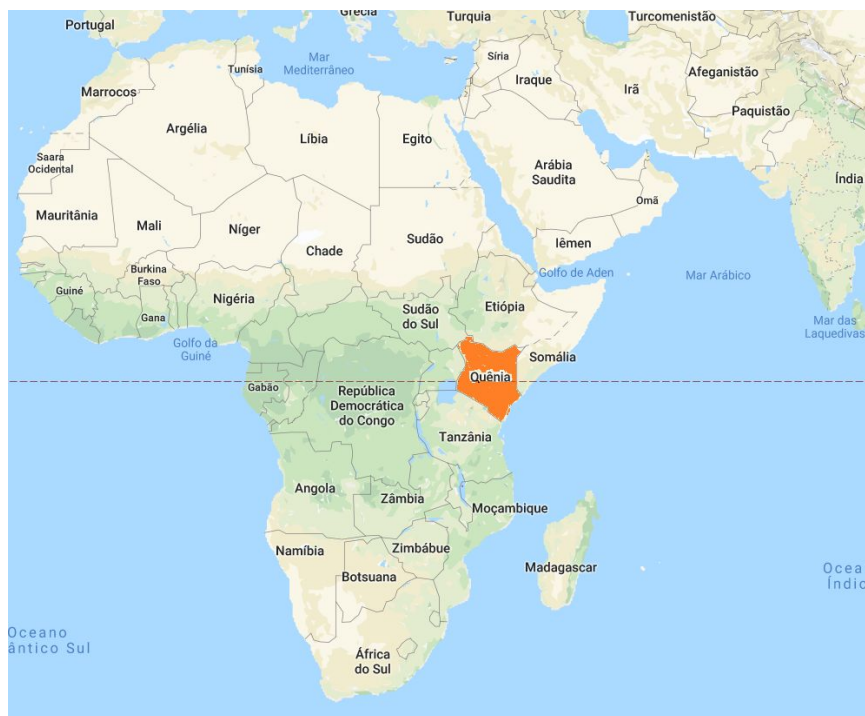 Grécia
Portugal
Turquia
Turcomenistão
Mar
Mediterrâneo
Tunísia
Síria
Iraque
Irã
Afeganistão
Marrocos
Paquistão
Argélia
Líbia
Egito
Saara
Ocidental
Arábia
Saudita
Índia
Omã
Mauritânia
Mali
Níger
Chade
Sudão
Iêmen
Golfo de Aden
Mar Arábico
Burkina
Faso
Guiné
Nigéria
Gana
Sudão
do Sul
Etiópia
Mar das
Laquedivas
Golfo da
Guiné
Somália
Quênia
Gabão
República
Democrática
do Congo
Tanzânia
Angola
Zâmbia
Moçambique
Namíbia
Zimbábue
Botsuana
Madagascar
Ocea
Índic
Oceano
ântico Sul
África
do Sul